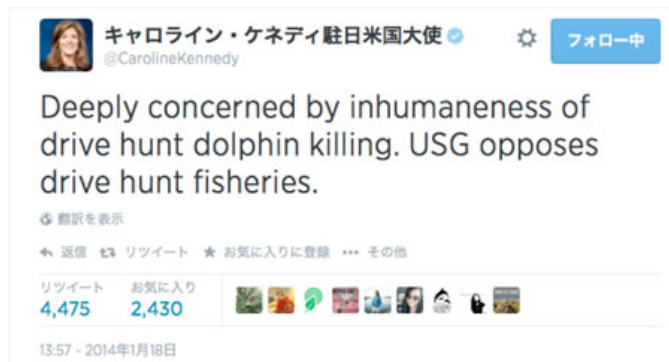 キャロライン・ケネディ駐日米国大使
フォロー中
@CarolineKennedy
Deeply concerned by inhumaneness of
drive hunt dolphin killing. USG opposes
drive hunt fisheries.
翻訳を表示
返信 リツイート お気に入りに登録 その他
リツイート お気に入り
4,475 2,430
13:57 - 2014年1月18日